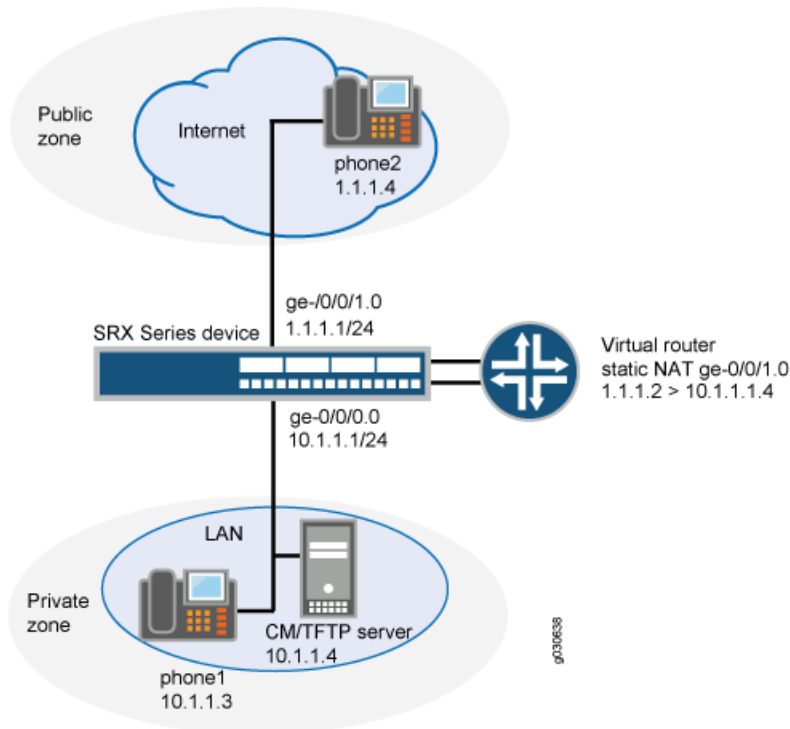 Public
zone
Internet
phone2
1.1.1.4
ge-/0/0/1.0
1.1.1.1/24
SRX Series device
Virtual router
static NAT ge-0/0/1.0
1.1.1.2 > 10.1.1.1.4
ge-0/0/0.0
10.1.1.1/24
LAN
Private
zone
CM/TFTP server
10.1.1.4
phone1
10.1.1.3
g030638